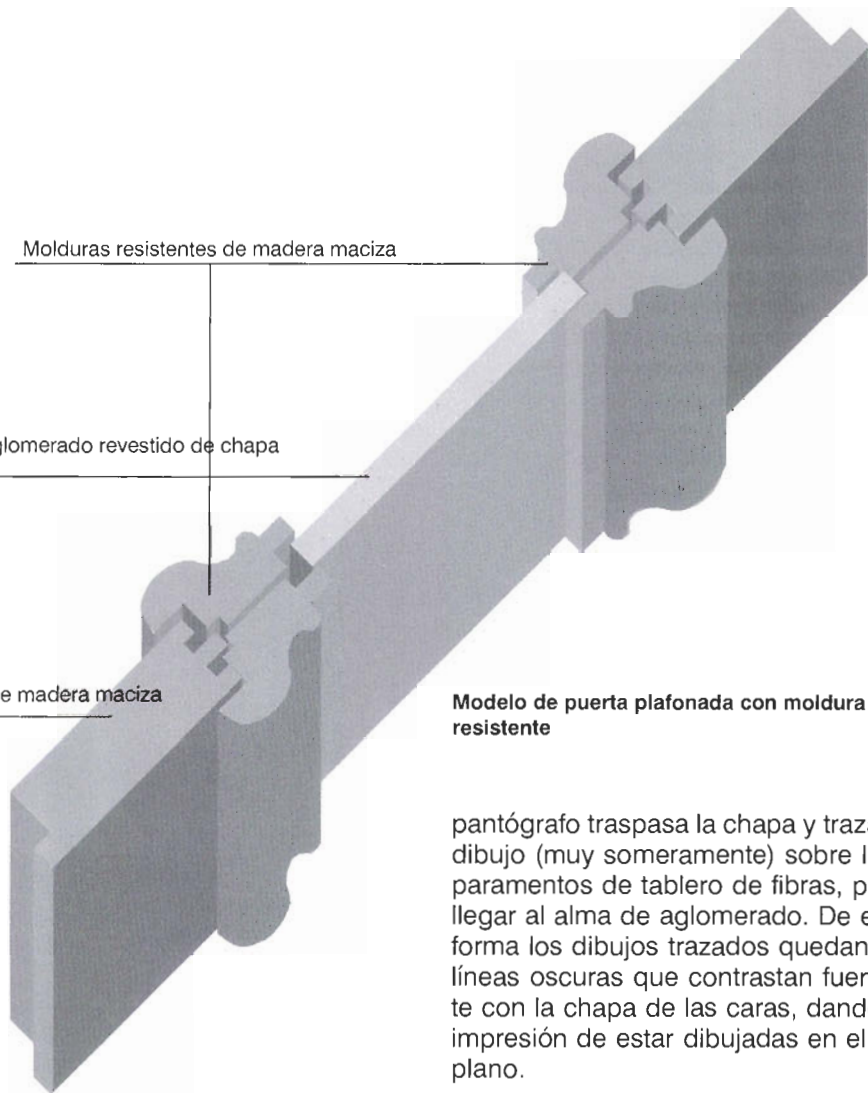 Molduras resistentes de madera maciza
glomerado revestido de chapa
e madera maciza
Modelo de puerta plafonada con moldura
resistente
pantógrafo traspasa la chapa y traza
dibujo (muy someramente) sobre l
paramentos de tablero de fibras, p
llegar al alma de aglomerado. De e
forma los dibujos trazados quedan
líneas oscuras que contrastan fuer
te con la chapa de las caras, dand
impresión de estar dibujadas en el
plano.